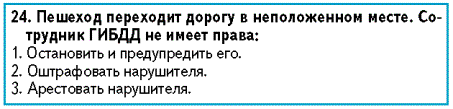 24. Пешеход переходит дорогу в неположенном месте. Со-
трудник ГИБДД не имеет права:
1. Остановить и предупредить его.
2. Оштрафовать нарушителя.
3. Арестовать нарушителя.